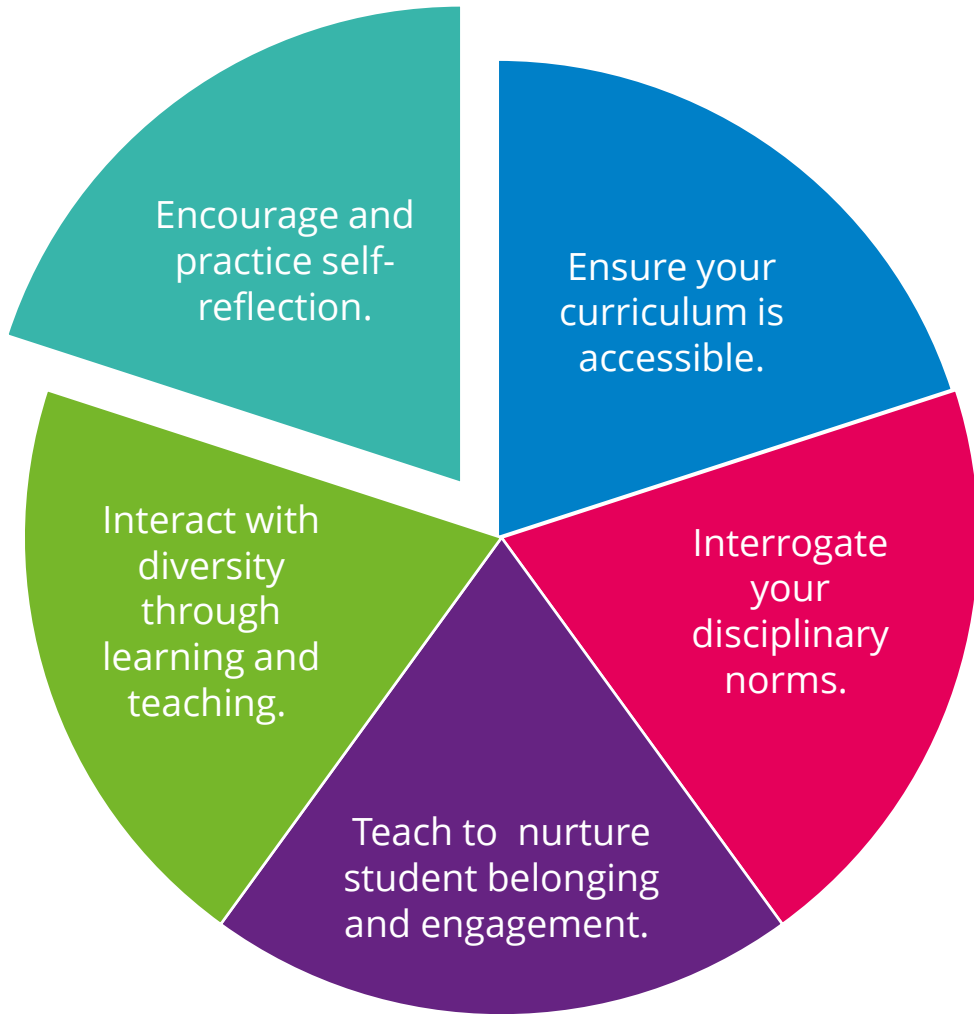 Encourage and
practice self-
reflection.
Ensure your
curriculum is
accessible.
Interrogate
your
disciplinary
norms.
Teach to  nurture
student belonging
and engagement.
Interact with
diversity
through
learning and
teaching.